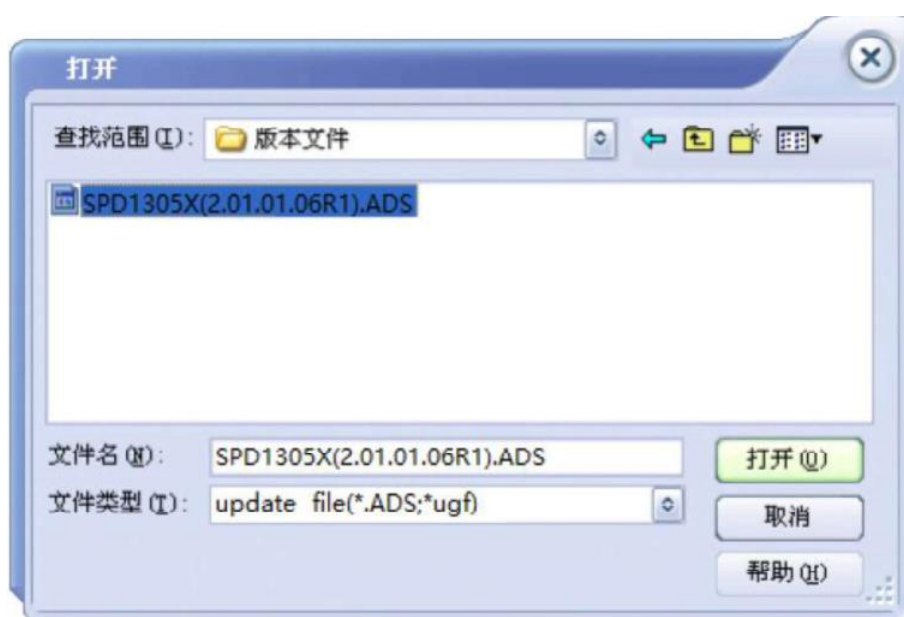 打开
查找范围(I): 版本文件
SPD1305X(2.01.01.06R1).ADS
文件名(N): SPD1305X(2.01.01.06R1).ADS 打开(O)
文件类型(T): update file(*.ADS;*ugf) 取消
帮助(H)